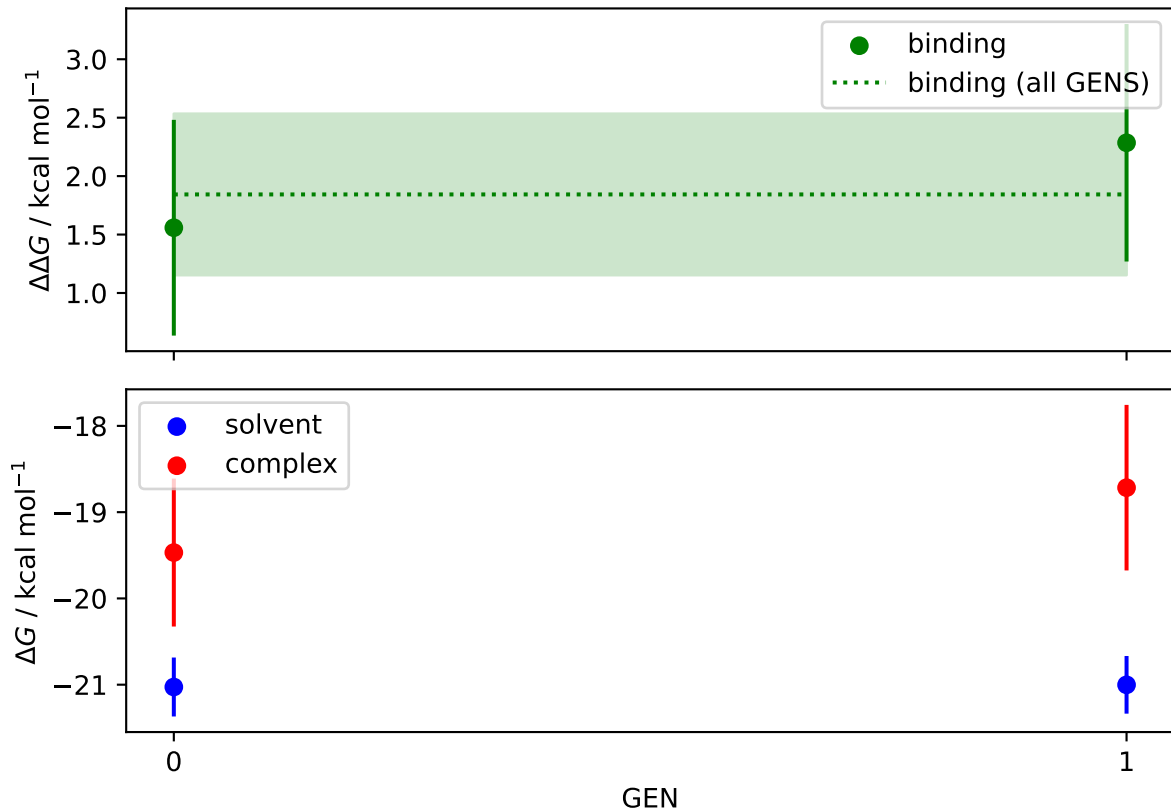 binding
binding (all GENS)
3.0
2.5
2.0
1.5
1.0
ΔΔG / kcal mol⁻¹
solvent
complex
−18
−19
−20
−21
ΔG / kcal mol⁻¹
0 1
GEN